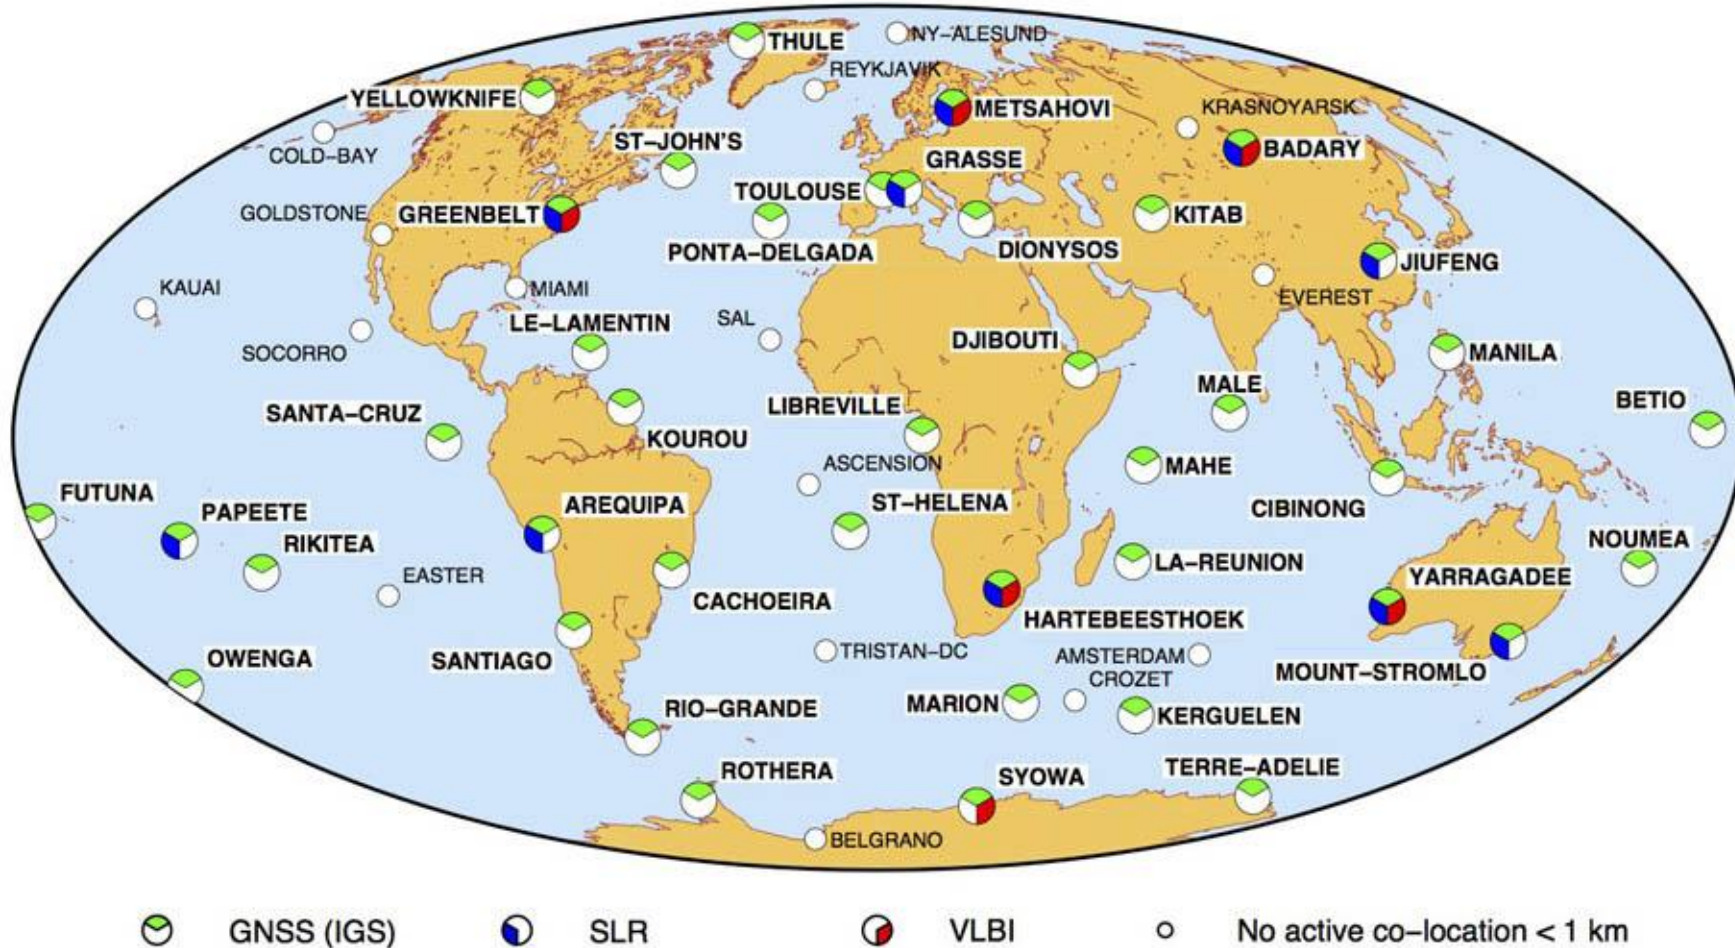 THULE
NY-ALESUND
REYKJAVIK
YELLOWKNIFE
METSAHOVI
KRASNOYARSK
COLD-BAY
ST-JOHN'S
GRASSE
BADARY
TOULOUSE
GOLDSTONE
GREENBELT
KITAB
PONTA-DELGADA
DIONYSOS
JIUFENG
KAUAI
MIAMI
EVEREST
LE-LAMENTIN
SAL
SOCORRO
DJIBOUTI
MANILA
MALE
SANTA-CRUZ
LIBREVILLE
BETIO
KOUROU
ASCENSION
MAHE
FUTUNA
PAPEETE
AREQUIPA
ST-HELENA
CIBINONG
RIKITEA
NOUMEA
EASTER
LA-REUNION
YARRAGADEE
CACHOEIRA
HARTEBEESTHOEK
OWENGA
SANTIAGO
TRISTAN-DC
AMSTERDAM
CROZET
MOUNT-STROMLO
RIO-GRANDE
MARION
KERGUELEN
ROTHERA
SYOWA
TERRE-ADELIE
BELGRANO
GNSS (IGS)
SLR
VLBI
No active co-location < 1 km